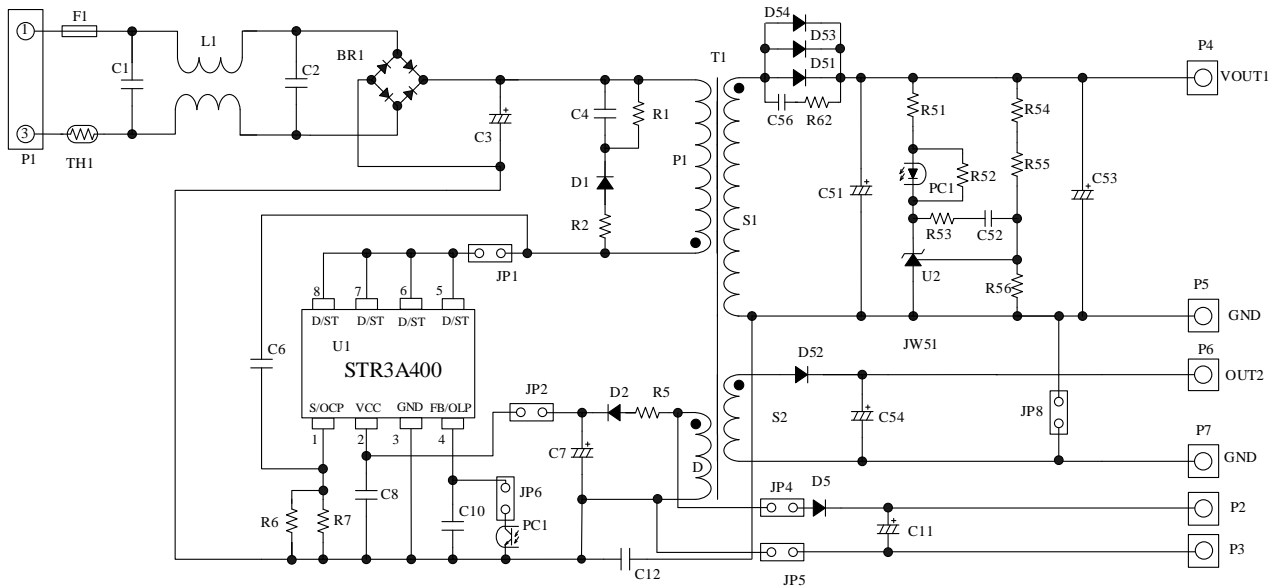 D54
D53
D51
C56
R62
F1
L1
C1
C2
BR1
C3
1
3
P1
TH1
C4
R1
D1
R2
P1
T1
S1
C51
R51
PC1
R52
R53
C52
U2
R54
R55
R56
C53
P4
VOUT1
P5
GND
JW51
JP1
8
7
6
5
D/ST
D/ST
D/ST
D/ST
U1
STR3A400
S/OCP
VCC
GND
FB/OLP
1
2
3
4
C6
R6
R7
C8
C10
JP6
PC1
JP2
C7
D2
R5
D
C12
S2
D52
C54
JP8
P6
OUT2
P7
GND
JP4
D5
C11
P2
JP5
P3